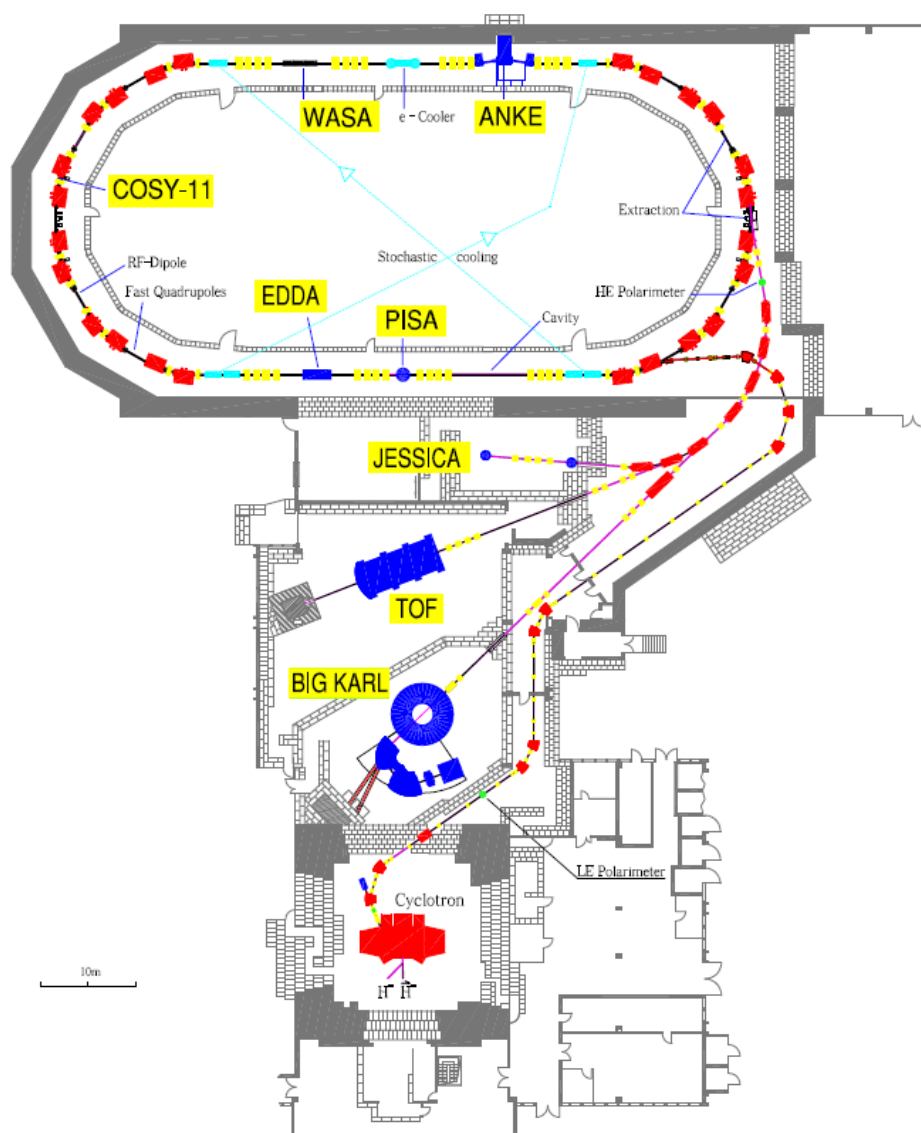 WASA
e-Cooler
ANKE
COSY-11
Extraction
RF-Dipole
Stochastic cooling
Fast Quadrupoles
EDDA
HE Polarimeter
PISA
Cavity
JESSICA
TOF
BIG KARL
LE Polarimeter
Cyclotron
10m
H⁻ H⃗⁻